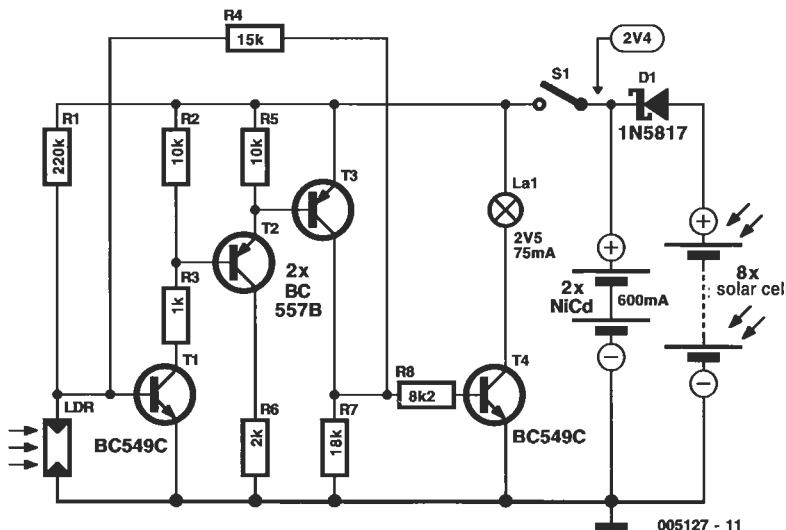 R4
15k
2V4
S1
D1
1N5817
R1
220k
R2
10k
R5
10k
T3
La1
2V5
75mA
T2
2x
BC
557B
R3
1k
+
+
2x
NiCd
600mA
8x
solar cel
T1
LDR
BC549C
R6
2k
R7
18k
R8
8k2
T4
BC549C
−
−
005127 - 11